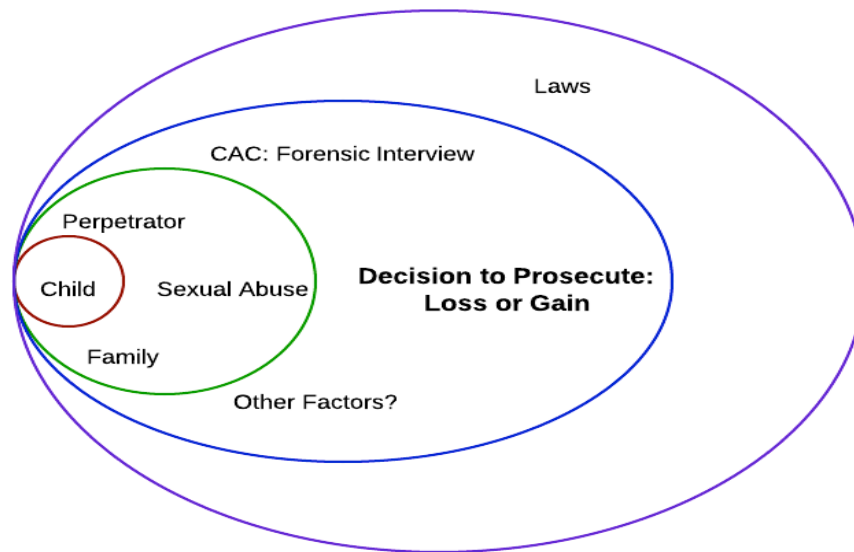 Laws
CAC: Forensic Interview
Perpetrator
Child
Sexual Abuse
Decision to Prosecute:
Loss or Gain
Family
Other Factors?